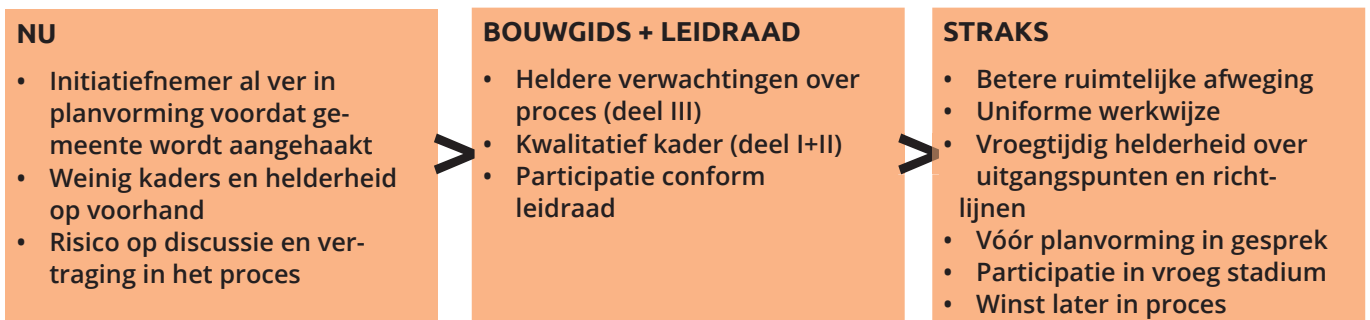 NU
• Initiatiefnemer al ver in
planvorming voordat ge-
meente wordt aangehaakt
• Weinig kaders en helderheid
op voorhand
• Risico op discussie en ver-
traging in het proces
>
BOUWGIDS + LEIDRAAD
• Heldere verwachtingen over
proces (deel III)
• Kwalitatief kader (deel I+II)
• Participatie conform
leidraad
>
STRAKS
• Betere ruimtelijke afweging
• Uniforme werkwijze
• Vroegtijdig helderheid over
uitgangspunten en richt-
lijnen
• Vóór planvorming in gesprek
• Participatie in vroeg stadium
• Winst later in proces